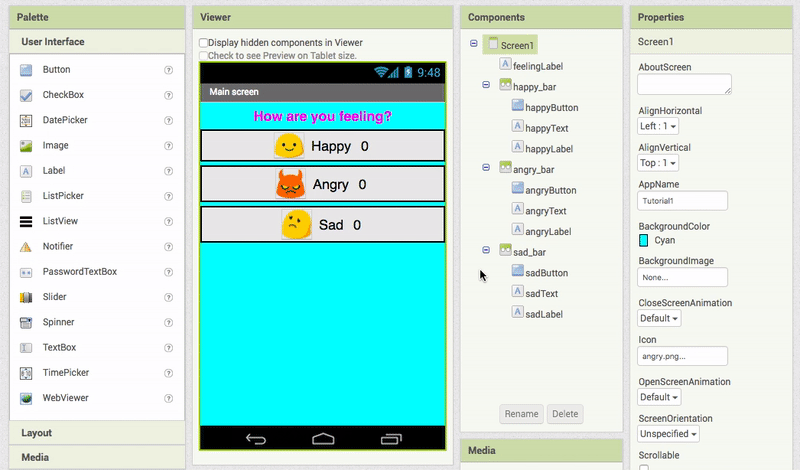 Palette
User Interface
Button
CheckBox
DatePicker
Image
Label
ListPicker
ListView
Notifier
PasswordTextBox
Slider
Spinner
TextBox
TimePicker
WebViewer
Layout
Media
Viewer
Display hidden components in Viewer
Check to see Preview on Tablet size.
9:48
Main screen
How are you feeling?
Happy 0
Angry 0
Sad 0
Components
Screen1
feelingLabel
happy_bar
happyButton
happyText
happyLabel
angry_bar
angryButton
angryText
angryLabel
sad_bar
sadButton
sadText
sadLabel
Rename Delete
Media
Properties
Screen1
AboutScreen
AlignHorizontal
Left : 1
AlignVertical
Top : 1
AppName
Tutorial1
BackgroundColor
Cyan
BackgroundImage
None...
CloseScreenAnimation
Default
Icon
angry.png...
OpenScreenAnimation
Default
ScreenOrientation
Unspecified
Scrollable